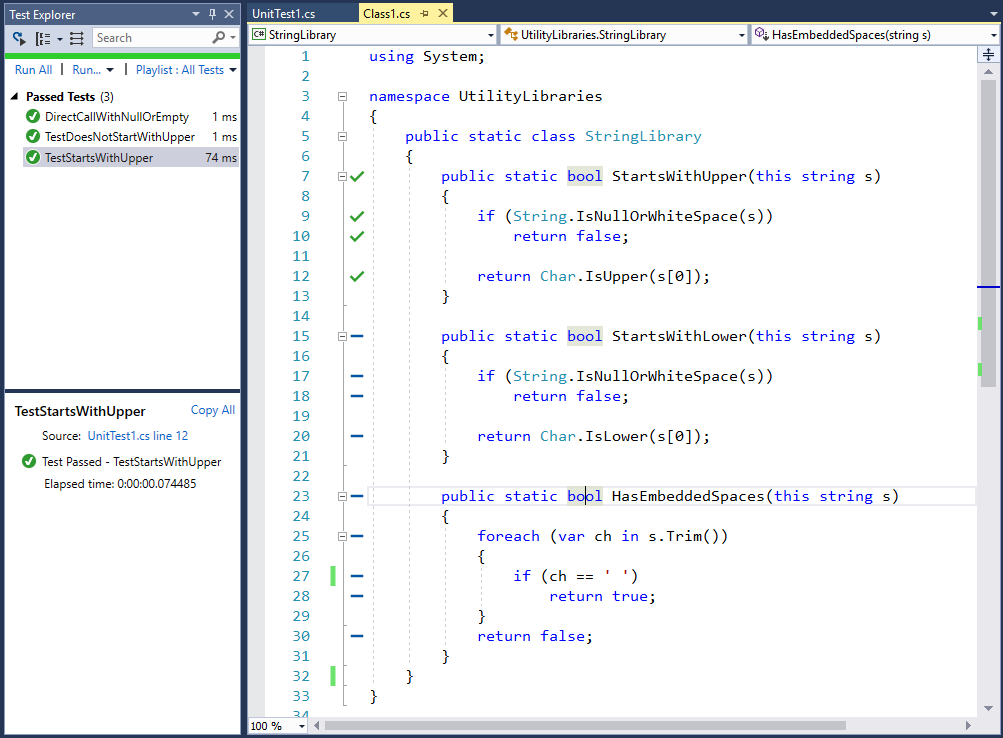 Test Explorer
Search
Run All | Run... | Playlist : All Tests
Passed Tests (3)
DirectCallWithNullOrEmpty 1 ms
TestDoesNotStartWithUpper 1 ms
TestStartsWithUpper 74 ms
TestStartsWithUpper Copy All
Source: UnitTest1.cs line 12
Test Passed - TestStartsWithUpper
Elapsed time: 0:00:00.074485
UnitTest1.cs Class1.cs
C# StringLibrary UtilityLibraries.StringLibrary HasEmbeddedSpaces(string s)
1 using System;
2
3 namespace UtilityLibraries
4 {
5 public static class StringLibrary
6 {
7 public static bool StartsWithUpper(this string s)
8 {
9 if (String.IsNullOrWhiteSpace(s))
10 return false;
11
12 return Char.IsUpper(s[0]);
13 }
14
15 public static bool StartsWithLower(this string s)
16 {
17 if (String.IsNullOrWhiteSpace(s))
18 return false;
19
20 return Char.IsLower(s[0]);
21 }
22
23 public static bool HasEmbeddedSpaces(this string s)
24 {
25 foreach (var ch in s.Trim())
26 {
27 if (ch == ' ')
28 return true;
29 }
30 return false;
31 }
32 }
33 }
34
100 %